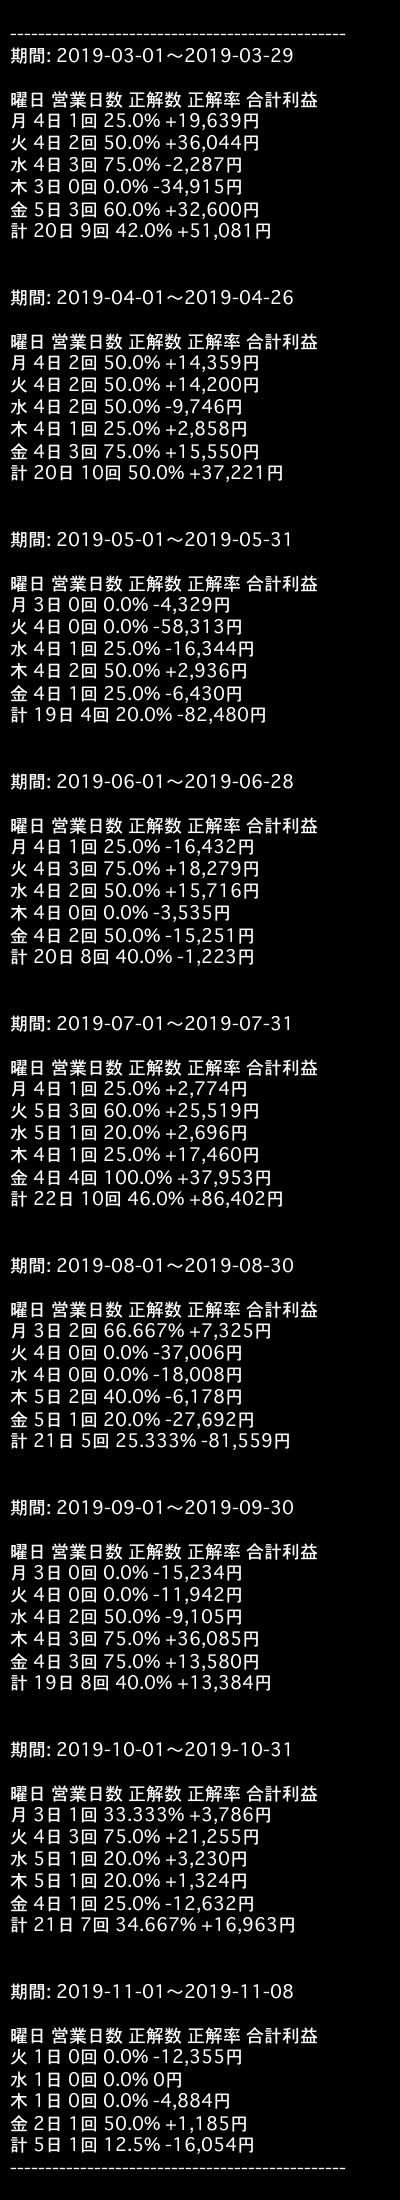 ------------------------------------------------
期間: 2019-03-01〜2019-03-29
曜日 営業日数 正解数 正解率 合計利益
月 4日 1回 25.0% +19,639円
火 4日 2回 50.0% +36,044円
水 4日 3回 75.0% -2,287円
木 3日 0回 0.0% -34,915円
金 5日 3回 60.0% +32,600円
計 20日 9回 42.0% +51,081円
期間: 2019-04-01〜2019-04-26
曜日 営業日数 正解数 正解率 合計利益
月 4日 2回 50.0% +14,359円
火 4日 2回 50.0% +14,200円
水 4日 2回 50.0% -9,746円
木 4日 1回 25.0% +2,858円
金 4日 3回 75.0% +15,550円
計 20日 10回 50.0% +37,221円
期間: 2019-05-01〜2019-05-31
曜日 営業日数 正解数 正解率 合計利益
月 3日 0回 0.0% -4,329円
火 4日 0回 0.0% -58,313円
水 4日 1回 25.0% -16,344円
木 4日 2回 50.0% +2,936円
金 4日 1回 25.0% -6,430円
計 19日 4回 20.0% -82,480円
期間: 2019-06-01〜2019-06-28
曜日 営業日数 正解数 正解率 合計利益
月 4日 1回 25.0% -16,432円
火 4日 3回 75.0% +18,279円
水 4日 2回 50.0% +15,716円
木 4日 0回 0.0% -3,535円
金 4日 2回 50.0% -15,251円
計 20日 8回 40.0% -1,223円
期間: 2019-07-01〜2019-07-31
曜日 営業日数 正解数 正解率 合計利益
月 4日 1回 25.0% +2,774円
火 5日 3回 60.0% +25,519円
水 5日 1回 20.0% +2,696円
木 4日 1回 25.0% +17,460円
金 4日 4回 100.0% +37,953円
計 22日 10回 46.0% +86,402円
期間: 2019-08-01〜2019-08-30
曜日 営業日数 正解数 正解率 合計利益
月 3日 2回 66.667% +7,325円
火 4日 0回 0.0% -37,006円
水 4日 0回 0.0% -18,008円
木 5日 2回 40.0% -6,178円
金 5日 1回 20.0% -27,692円
計 21日 5回 25.333% -81,559円
期間: 2019-09-01〜2019-09-30
曜日 営業日数 正解数 正解率 合計利益
月 3日 0回 0.0% -15,234円
火 4日 0回 0.0% -11,942円
水 4日 2回 50.0% -9,105円
木 4日 3回 75.0% +36,085円
金 4日 3回 75.0% +13,580円
計 19日 8回 40.0% +13,384円
期間: 2019-10-01〜2019-10-31
曜日 営業日数 正解数 正解率 合計利益
月 3日 1回 33.333% +3,786円
火 4日 3回 75.0% +21,255円
水 5日 1回 20.0% +3,230円
木 5日 1回 20.0% +1,324円
金 4日 1回 25.0% -12,632円
計 21日 7回 34.667% +16,963円
期間: 2019-11-01〜2019-11-08
曜日 営業日数 正解数 正解率 合計利益
火 1日 0回 0.0% -12,355円
水 1日 0回 0.0% 0円
木 1日 0回 0.0% -4,884円
金 2日 1回 50.0% +1,185円
計 5日 1回 12.5% -16,054円
------------------------------------------------